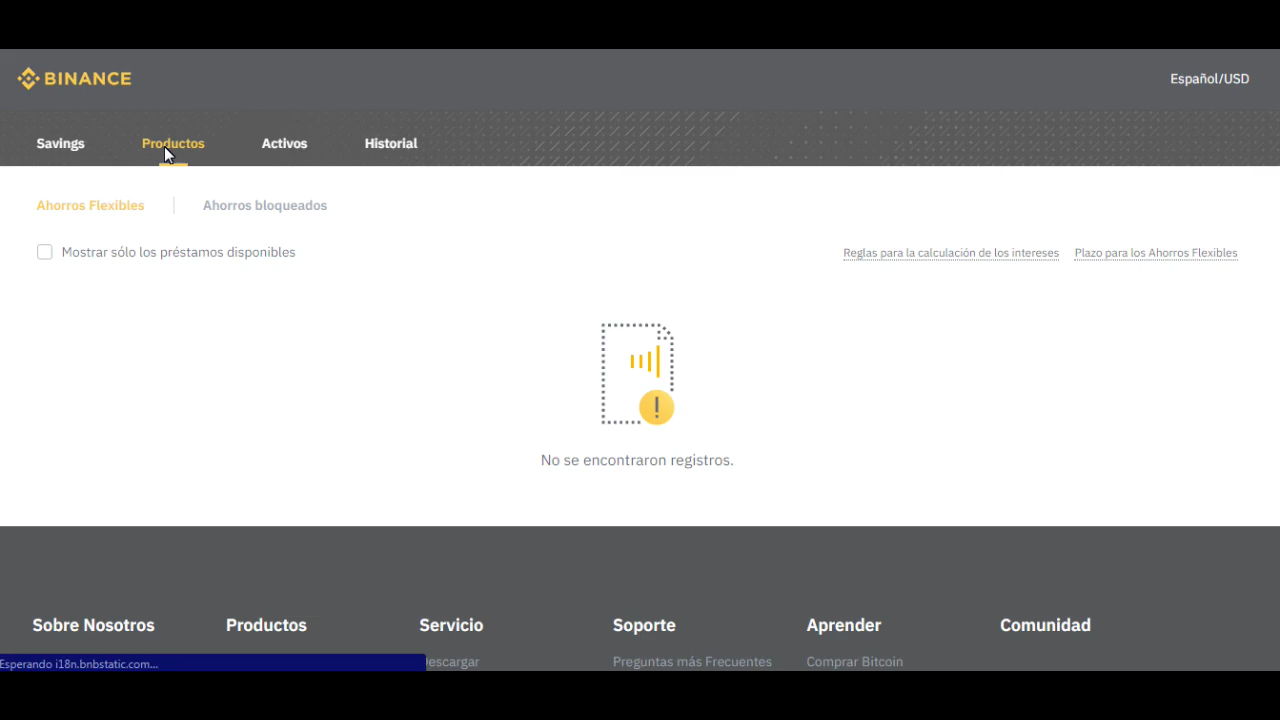 BINANCE
Español/USD
Savings Productos Activos Historial
Ahorros Flexibles Ahorros bloqueados
Mostrar sólo los préstamos disponibles
Reglas para la calculación de los intereses Plazo para los Ahorros Flexibles
No se encontraron registros.
Sobre Nosotros Productos Servicio Soporte Aprender Comunidad
Esperando i18n.bnbstatic.com... Descargar Preguntas más Frecuentes Comprar Bitcoin